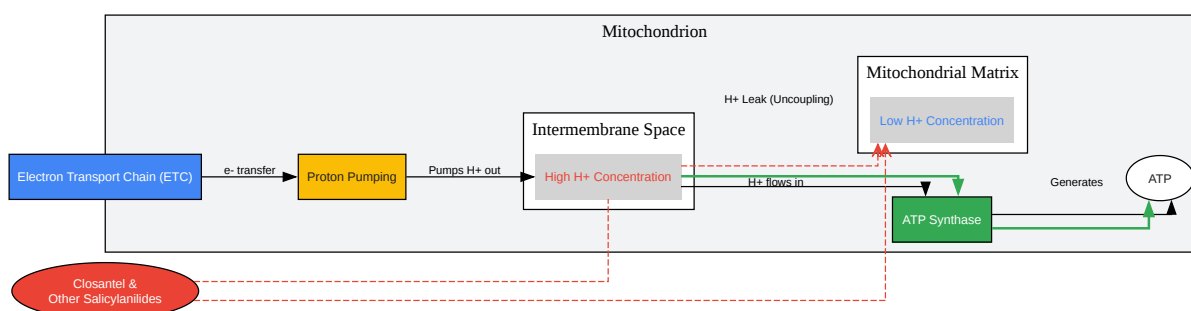 Mitochondrion
Mitochondrial Matrix
H+ Leak (Uncoupling)
Low H+ Concentration
Intermembrane Space
Electron Transport Chain (ETC)
e- transfer
Proton Pumping
Pumps H+ out
High H+ Concentration
H+ flows in
Generates
ATP
ATP Synthase
Closantel &
Other Salicylanilides